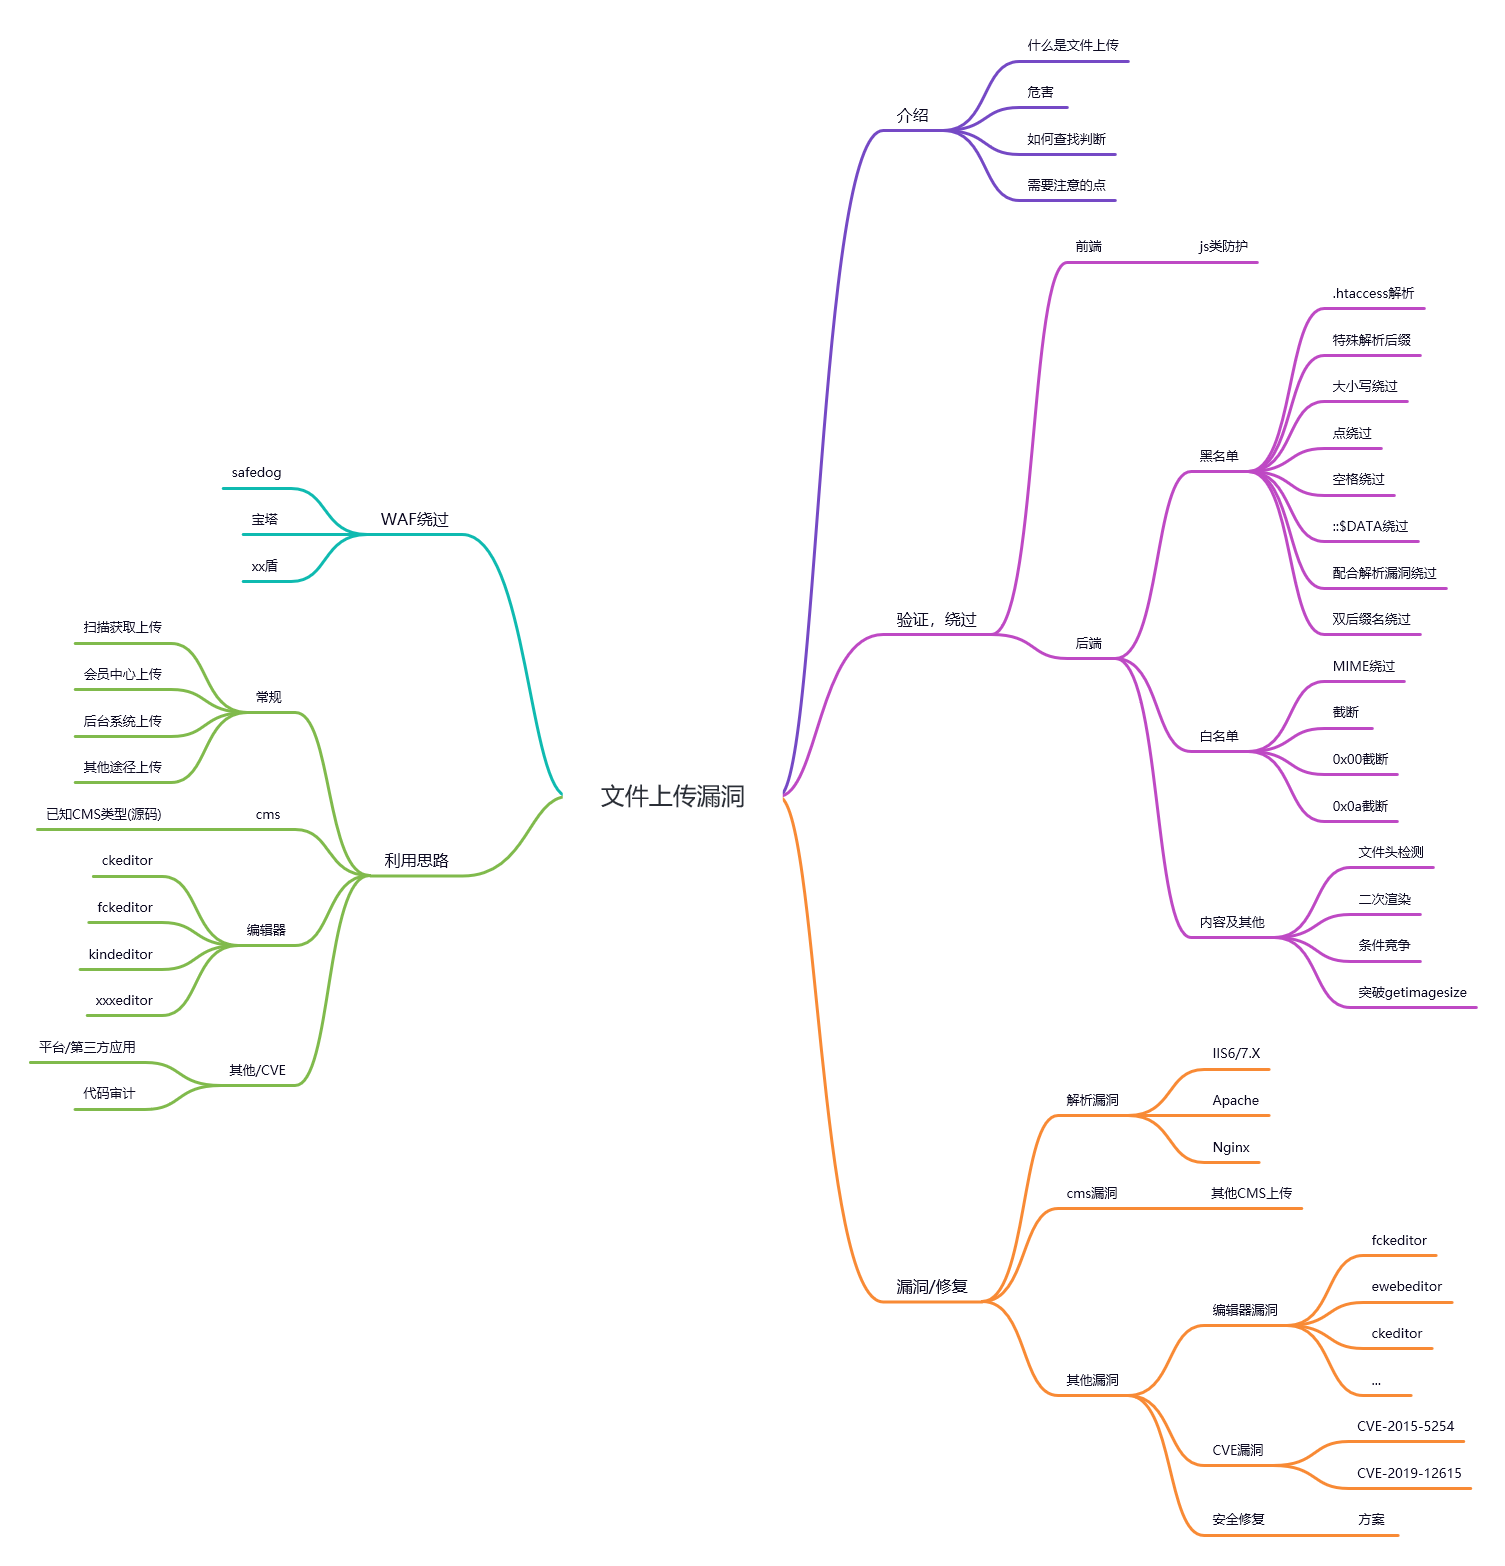 文件上传漏洞
介绍
什么是文件上传
危害
如何查找判断
需要注意的点
验证，绕过
前端
js类防护
后端
黑名单
.htaccess解析
特殊解析后缀
大小写绕过
点绕过
空格绕过
::$DATA绕过
配合解析漏洞绕过
双后缀名绕过
白名单
MIME绕过
截断
0x00截断
0x0a截断
内容及其他
文件头检测
二次渲染
条件竞争
突破getimagesize
漏洞/修复
解析漏洞
IIS6/7.X
Apache
Nginx
cms漏洞
其他CMS上传
其他漏洞
编辑器漏洞
fckeditor
ewebeditor
ckeditor
...
CVE漏洞
CVE-2015-5254
CVE-2019-12615
安全修复
方案
WAF绕过
safedog
宝塔
xx盾
利用思路
常规
扫描获取上传
会员中心上传
后台系统上传
其他途径上传
cms
已知CMS类型(源码)
编辑器
ckeditor
fckeditor
kindeditor
xxxeditor
其他/CVE
平台/第三方应用
代码审计